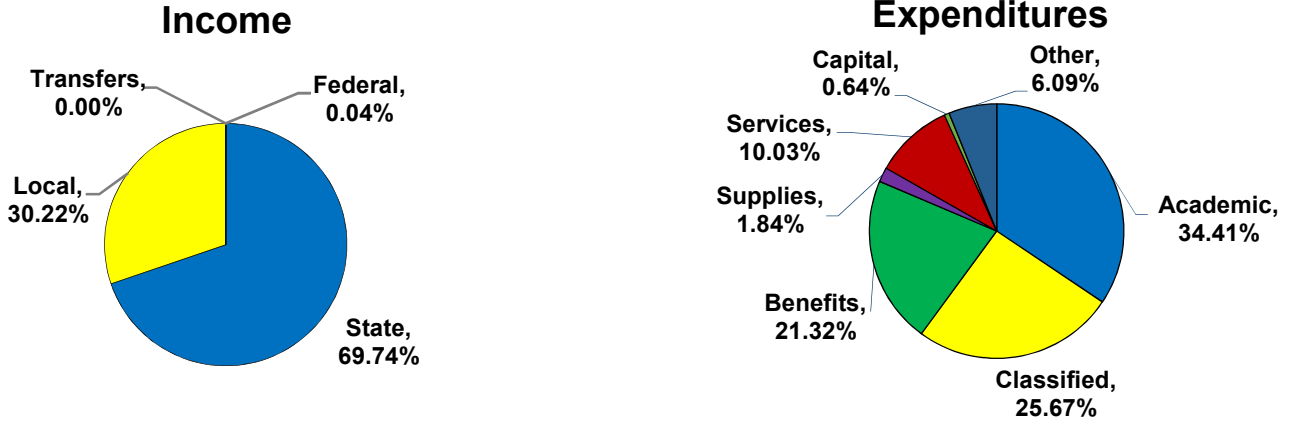 Income
Transfers,
0.00%
Federal,
0.04%
Local,
30.22%
State,
69.74%
Expenditures
Capital,
0.64%
Other,
6.09%
Services,
10.03%
Supplies,
1.84%
Academic,
34.41%
Benefits,
21.32%
Classified,
25.67%